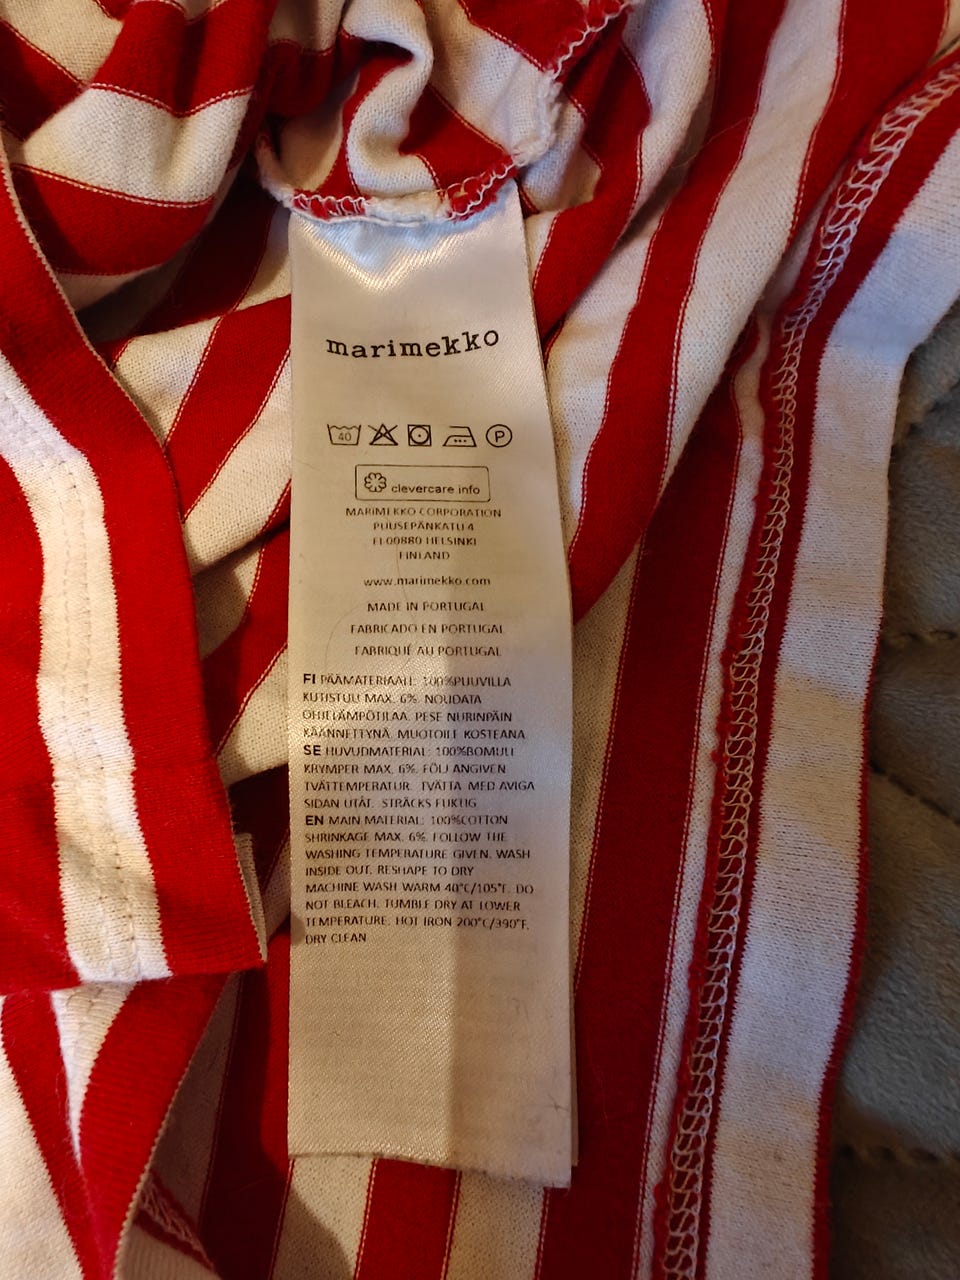 marimekko
40 P
clevercare info
MARIMEKKO CORPORATION
PUUSEPÄNKATU 4
FI-00880 HELSINKI
FINLAND
www.marimekko.com
MADE IN PORTUGAL
FABRICADO EN PORTUGAL
FABRIQUÉ AU PORTUGAL
FI PÄÄMATERIAALI: 100%PUUVILLA
KUTISTUU MAX. 6%. NOUDATA
OHJELÄMPÖTILAA. PESE NURINPÄIN
KÄÄNNETTYNÄ. MUOTOILE KOSTEANA
SE HUVUDMATERIAL: 100%BOMULL
KRYMPER MAX. 6%. FÖLJ ANGIVEN
TVÄTTEMPERATUR. TVÄTTA MED AVIGA
SIDAN UTÅT. STRÄCKS FUKTIG
EN MAIN MATERIAL: 100%COTTON
SHRINKAGE MAX. 6%. FOLLOW THE
WASHING TEMPERATURE GIVEN. WASH
INSIDE OUT. RESHAPE TO DRY
MACHINE WASH WARM 40°C/105°F. DO
NOT BLEACH. TUMBLE DRY AT LOWER
TEMPERATURE. HOT IRON 200°C/390°F.
DRY CLEAN